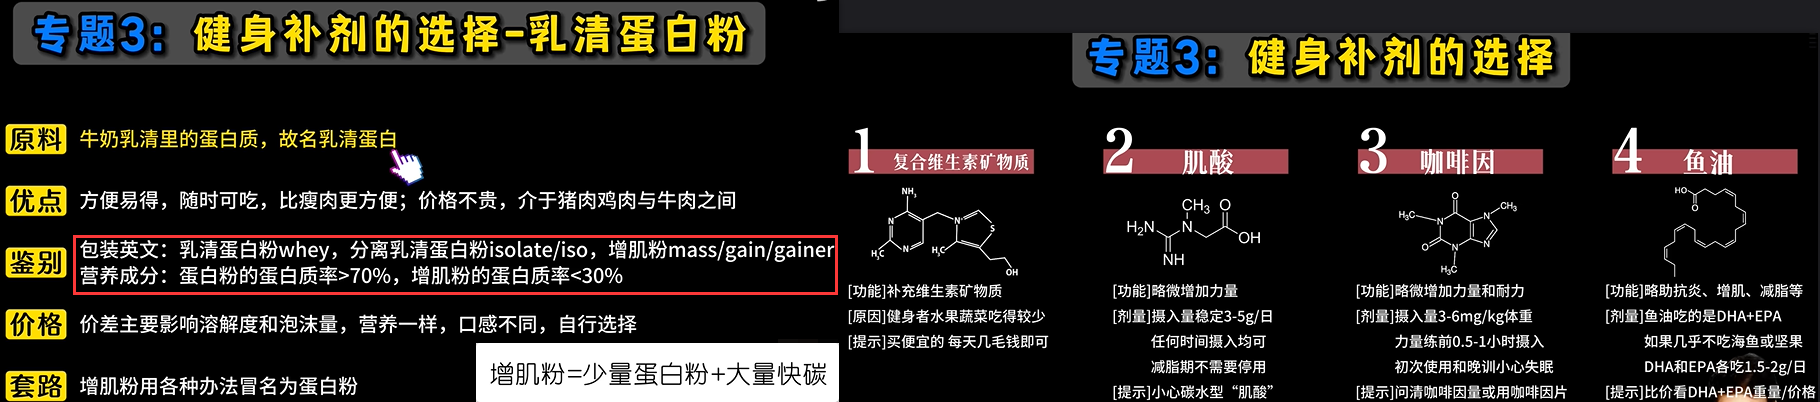 专题3：健身补剂的选择-乳清蛋白粉
原料 牛奶乳清里的蛋白质，故名乳清蛋白
优点 方便易得，随时可吃，比瘦肉更方便；价格不贵，介于猪肉鸡肉与牛肉之间
鉴别 包装英文：乳清蛋白粉whey，分离乳清蛋白粉isolate/iso，增肌粉mass/gain/gainer
营养成分：蛋白粉的蛋白质率>70%，增肌粉的蛋白质率<30%
价格 价差主要影响溶解度和泡沫量，营养一样，口感不同，自行选择
增肌粉=少量蛋白粉+大量快碳
套路 增肌粉用各种办法冒名为蛋白粉
专题3：健身补剂的选择
1 复合维生素矿物质
NH₂
N
N
N
S
H₃C
H₃C
OH
[功能]补充维生素矿物质
[原因]健身者水果蔬菜吃得较少
[提示]买便宜的 每天几毛钱即可
2 肌酸
CH₃
O
H₂N
N
OH
NH
[功能]略微增加力量
[剂量]摄入量稳定3-5g/日
任何时间摄入均可
减脂期不需要停用
[提示]小心碳水型“肌酸”
3 咖啡因
O
CH₃
H₃C
N
N
O
N
N
H₃C
[功能]略微增加力量和耐力
[剂量]摄入量3-6mg/kg体重
力量练前0.5-1小时摄入
初次使用和晚训小心失眠
[提示]问清咖啡因量或用咖啡因片
4 鱼油
HO
O
[功能]略助抗炎、增肌、减脂等
[剂量]鱼油吃的是DHA+EPA
如果几乎不吃海鱼或坚果
DHA和EPA各吃1.5-2g/日
[提示]比价看DHA+EPA重量/价格